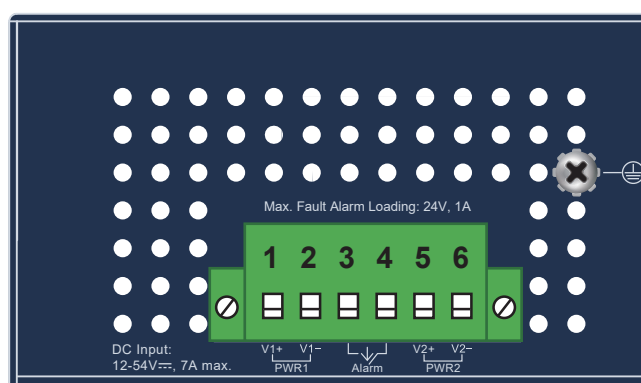 Max. Fault Alarm Loading: 24V, 1A
1 2 3 4 5 6
V1+ V1− V2+ V2−
PWR1 Alarm PWR2
DC Input:
12-54V⎓, 7A max.